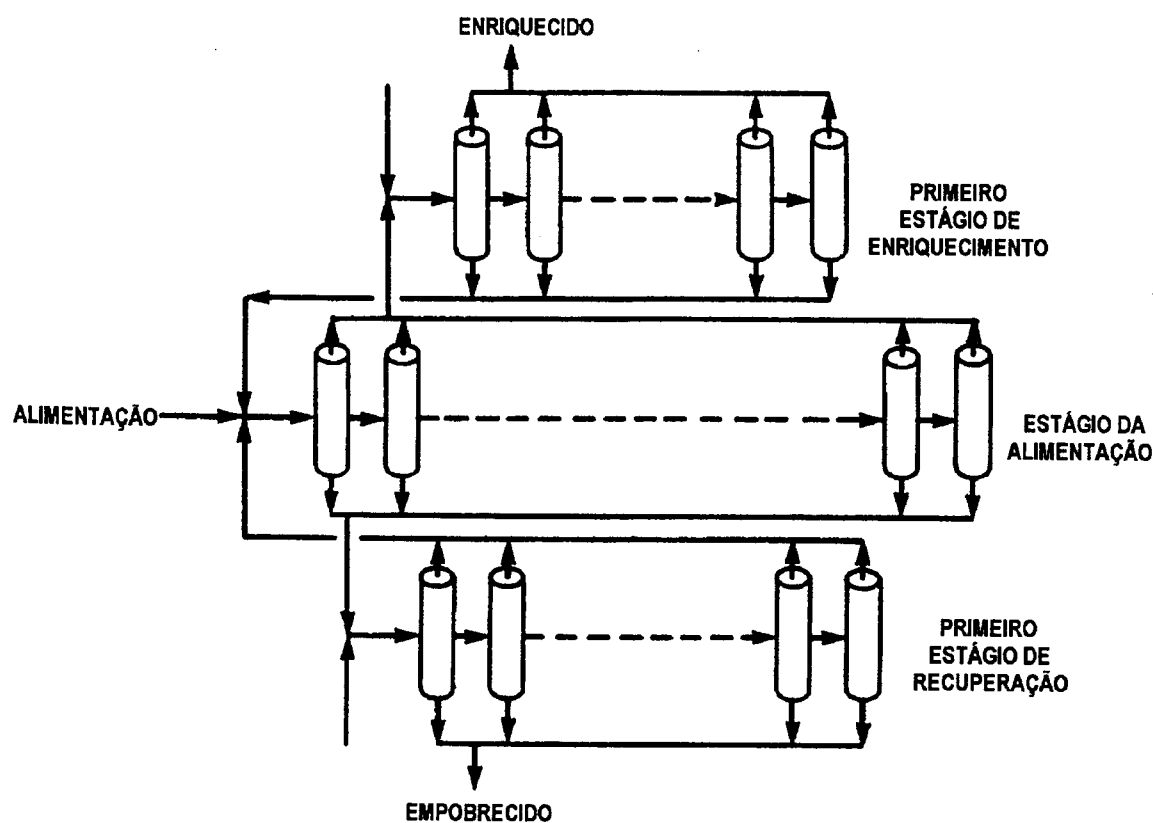 ENRIQUECIDO
PRIMEIRO
ESTÁGIO DE
ENRIQUECIMENTO
ALIMENTAÇÃO
ESTÁGIO DA
ALIMENTAÇÃO
PRIMEIRO
ESTÁGIO DE
RECUPERAÇÃO
EMPOBRECIDO